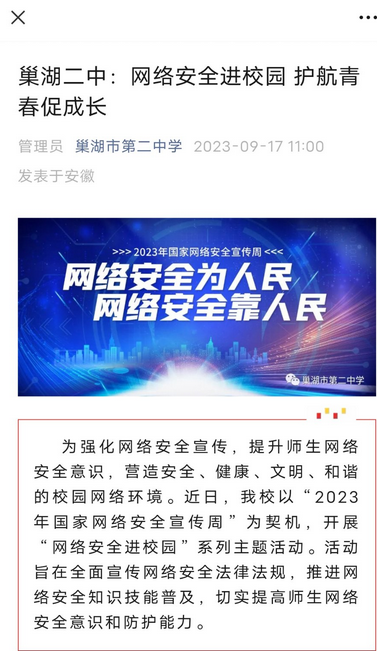 巢湖二中：网络安全进校园 护航青
春促成长
管理员 巢湖市第二中学 2023-09-17 11:00
发表于安徽
>>> 2023年国家网络安全宣传周 <<<
网络安全为人民
网络安全靠人民
巢湖市第二中学
为强化网络安全宣传，提升师生网络
安全意识，营造安全、健康、文明、和谐
的校园网络环境。近日，我校以“2023
年国家网络安全宣传周”为契机，开展
“网络安全进校园”系列主题活动。活动
旨在全面宣传网络安全法律法规，推进网
络安全知识技能普及，切实提高师生网络
安全意识和防护能力。